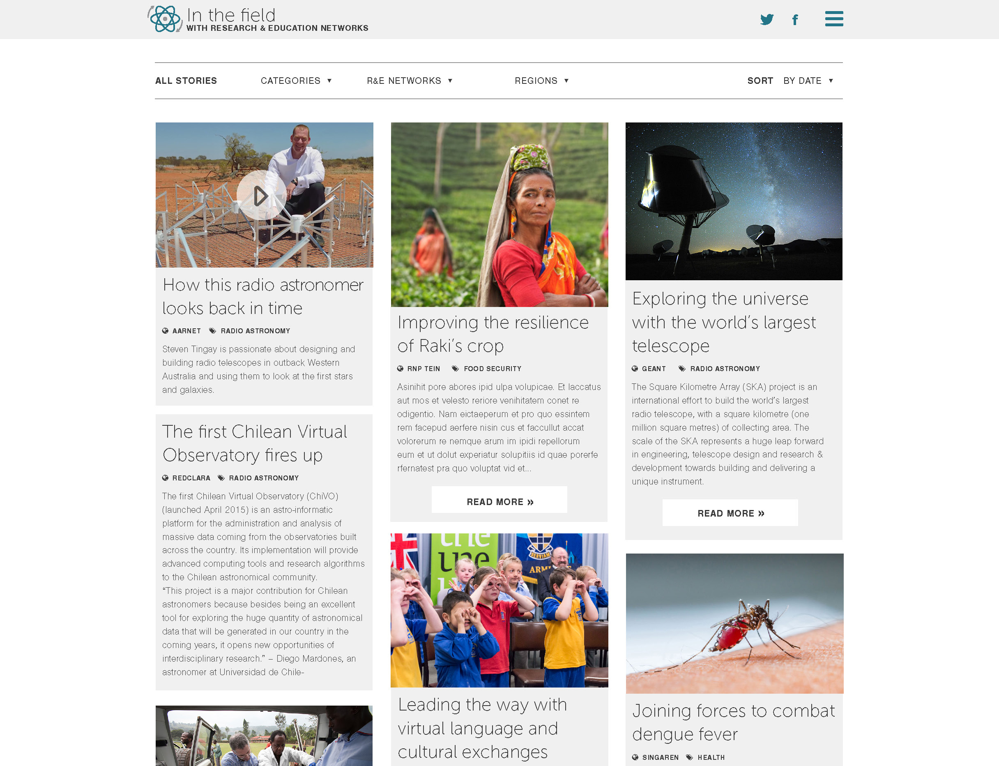 In the field
WITH RESEARCH & EDUCATION NETWORKS
ALL STORIES CATEGORIES ▼ R&E NETWORKS ▼ REGIONS ▼ SORT BY DATE ▼
How this radio astronomer
looks back in time
AARNET RADIO ASTRONOMY
Steven Tingay is passionate about designing and
building radio telescopes in outback Western
Australia and using them to look at the first stars
and galaxies.
The first Chilean Virtual
Observatory fires up
REDCLARA RADIO ASTRONOMY
The first Chilean Virtual Observatory (ChiVO)
(launched April 2015) is an astro-informatic
platform for the administration and analysis of
massive data coming from the observatories built
across the country. Its implementation will provide
advanced computing tools and research algorithms
to the Chilean astronomical community.
“This project is a major contribution for Chilean
astronomers because besides being an excellent
tool for exploring the huge quantity of astronomical
data that will be generated in our country in the
coming years, it opens new opportunities of
interdisciplinary research.” – Diego Mardones, an
astronomer at Universidad de Chile-
Improving the resilience
of Raki’s crop
RNP TEIN FOOD SECURITY
Asinihit pore abores ipid ulpa volupicae. Et laccatus
aut mos et velesto reriore venihitatem conet re
odigentio. Nam eictaeperum et pro quo essintem
rem facepud aerfere nisin cus et faccullut accat
volorerum re nemque arum im ipidi repellorum
eum et ut dolut experiatur solupitiis id quae porerfe
rfernatest pra quo voluptat vid et...
READ MORE »
the
SERVIAM
Leading the way with
virtual language and
cultural exchanges
Exploring the universe
with the world’s largest
telescope
GEANT RADIO ASTRONOMY
The Square Kilometre Array (SKA) project is an
international effort to build the world’s largest
radio telescope, with a square kilometre (one
million square metres) of collecting area. The
scale of the SKA represents a huge leap forward
in engineering, telescope design and research &
development towards building and delivering a
unique instrument.
READ MORE »
Joining forces to combat
dengue fever
SINGAREN HEALTH